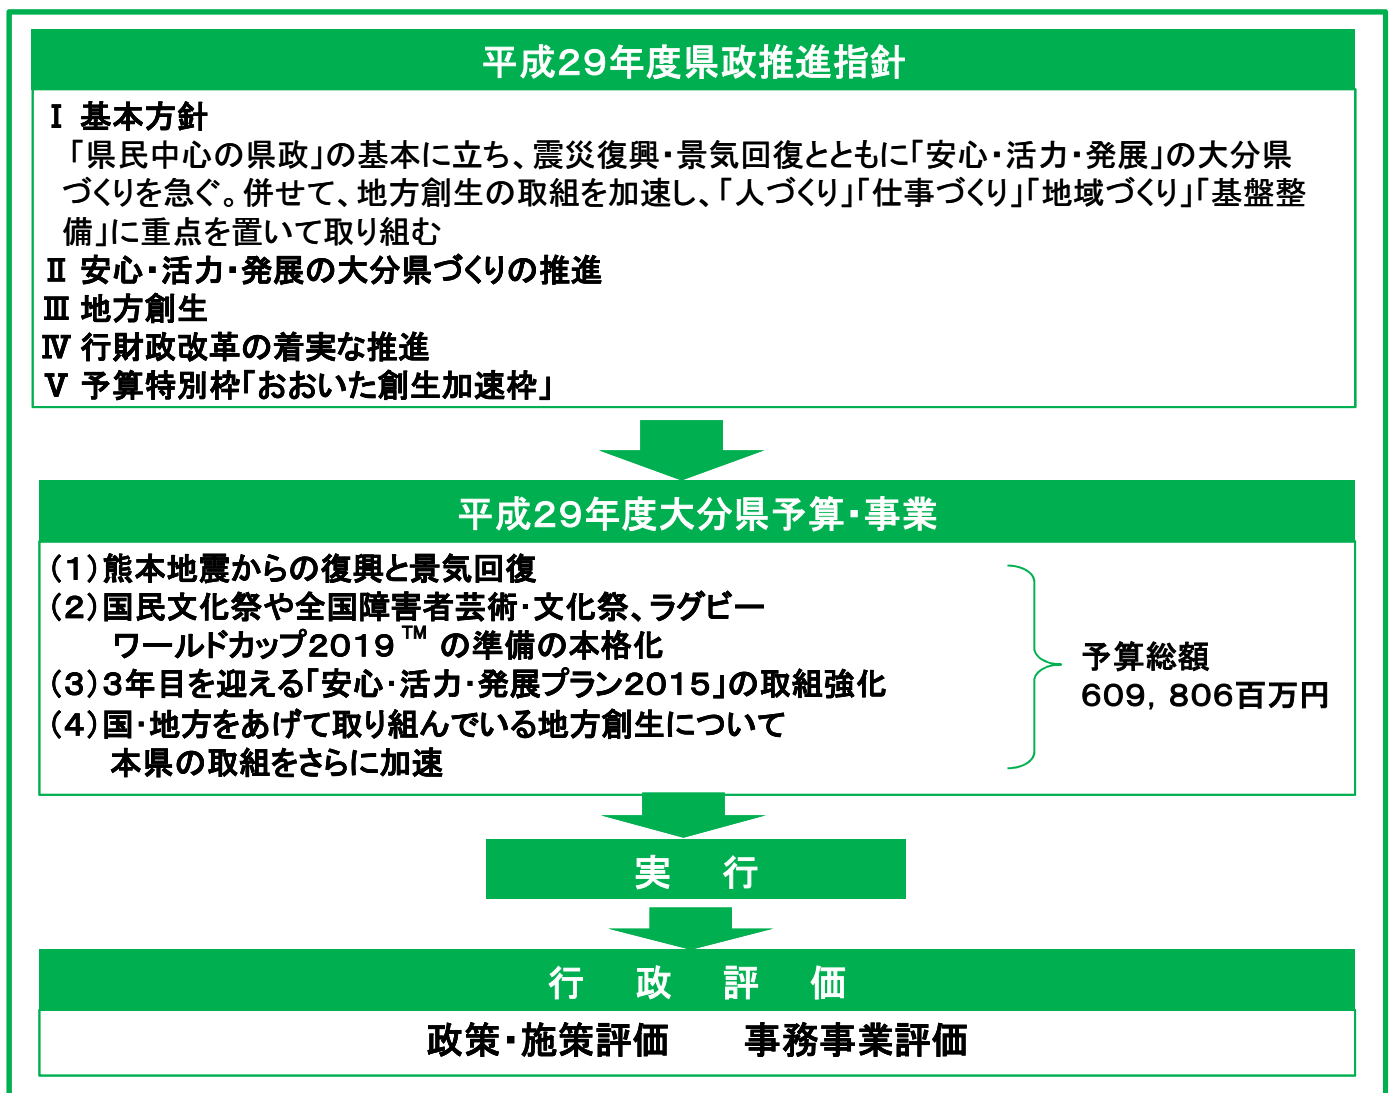 平成29年度県政推進指針
Ⅰ 基本方針
「県民中心の県政」の基本に立ち、震災復興・景気回復とともに「安心・活力・発展」の大分県
づくりを急ぐ。併せて、地方創生の取組を加速し、「人づくり」「仕事づくり」「地域づくり」「基盤整
備」に重点を置いて取り組む
Ⅱ 安心・活力・発展の大分県づくりの推進
Ⅲ 地方創生
Ⅳ 行財政改革の着実な推進
Ⅴ 予算特別枠「おおいた創生加速枠」
平成29年度大分県予算・事業
(1)熊本地震からの復興と景気回復
(2)国民文化祭や全国障害者芸術・文化祭、ラグビー
ワールドカップ2019™ の準備の本格化
(3)3年目を迎える「安心・活力・発展プラン2015」の取組強化
(4)国・地方をあげて取り組んでいる地方創生について
本県の取組をさらに加速
予算総額
609,806百万円
実 行
行 政 評 価
政策・施策評価 事務事業評価